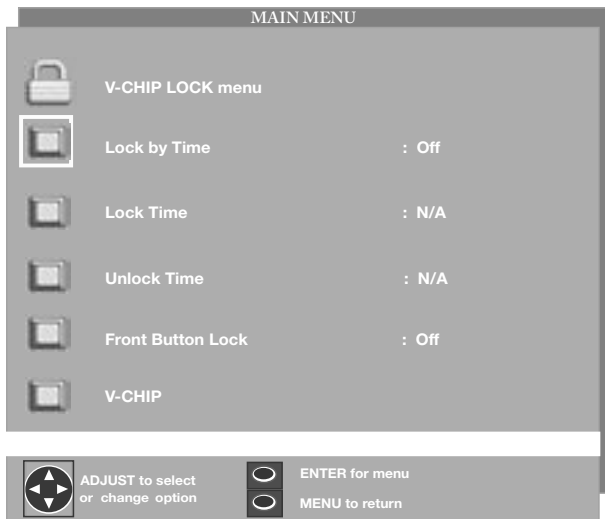 MAIN MENU
V-CHIP LOCK menu
Lock by Time : Off
Lock Time : N/A
Unlock Time : N/A
Front Button Lock : Off
V-CHIP
ADJUST to select
or change option
ENTER for menu
MENU to return